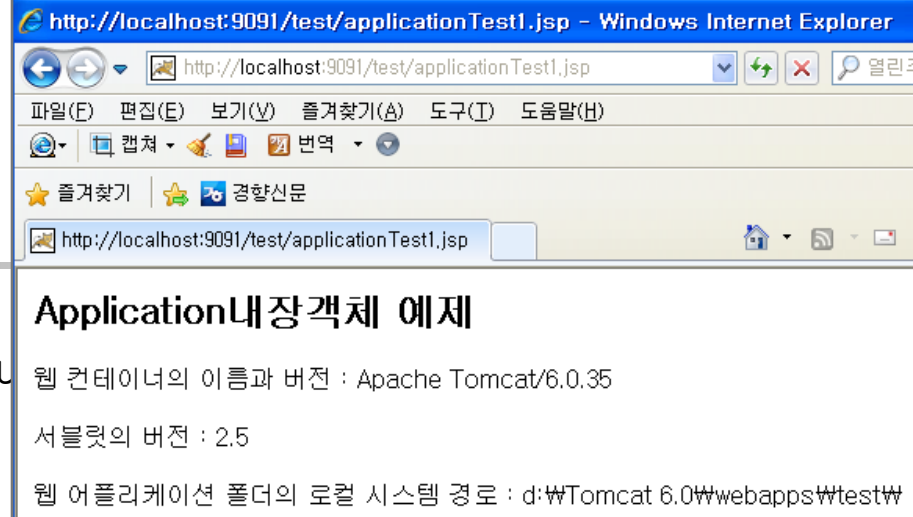 http://localhost:9091/test/applicationTest1.jsp - Windows Internet Explorer
http://localhost:9091/test/applicationTest1.jsp
파일(F) 편집(E) 보기(V) 즐겨찾기(A) 도구(T) 도움말(H)
캡쳐 번역
즐겨찾기 경향신문
http://localhost:9091/test/applicationTest1.jsp
Application내장객체 예제
웹 컨테이너의 이름과 버전 : Apache Tomcat/6.0.35
서블릿의 버전 : 2.5
웹 어플리케이션 폴더의 로컬 시스템 경로 : d:₩Tomcat 6.0₩webapps₩test₩